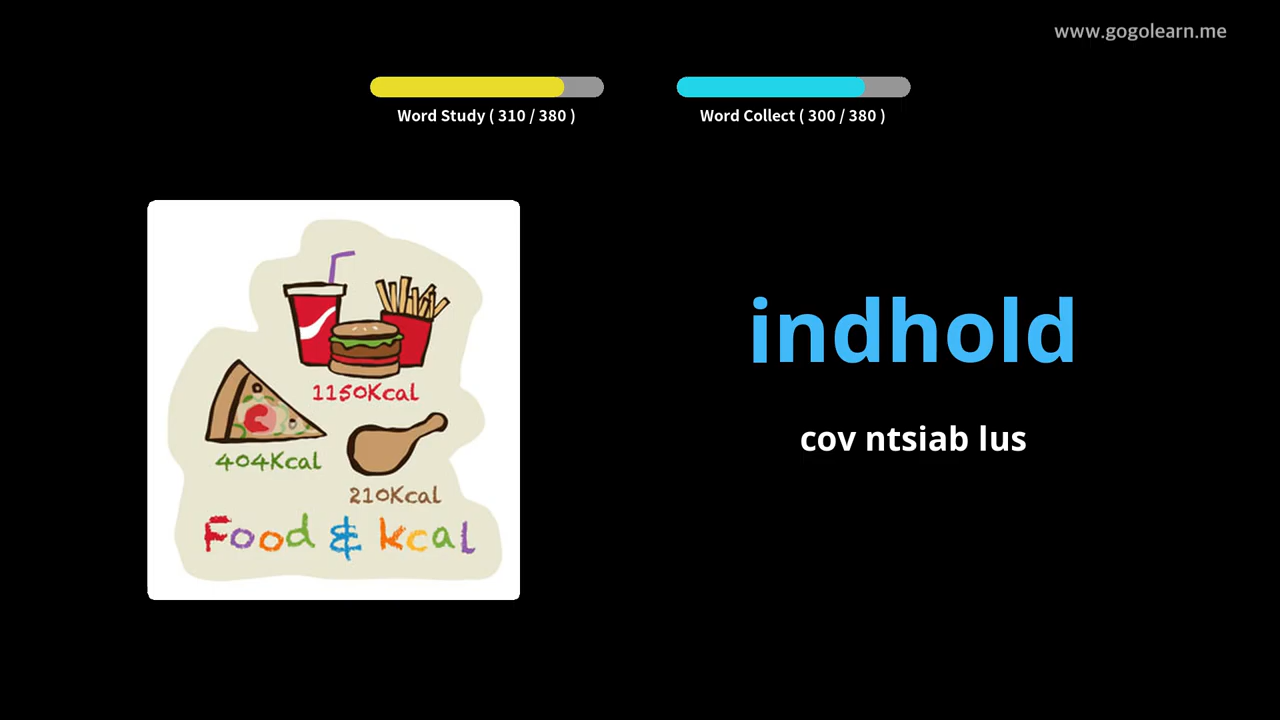 www.gogolearn.me
Word Study ( 310 / 380 )
Word Collect ( 300 / 380 )
1150Kcal
404Kcal
210Kcal
Food & kcal
indhold
cov ntsiab lus